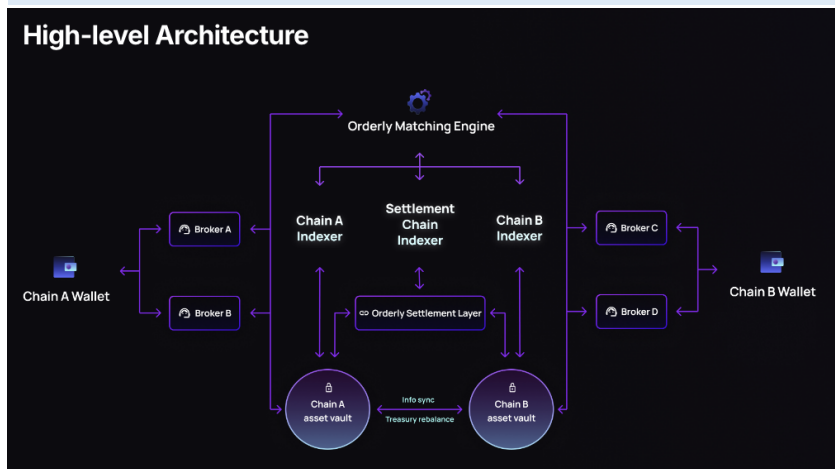 High-level Architecture
Orderly Matching Engine
Chain A
Indexer
Settlement
Chain
Indexer
Chain B
Indexer
Broker A
Broker C
Chain A Wallet
Chain B Wallet
Broker B
Orderly Settlement Layer
Broker D
Chain A
asset vault
Info sync
Treasury rebalance
Chain B
asset vault